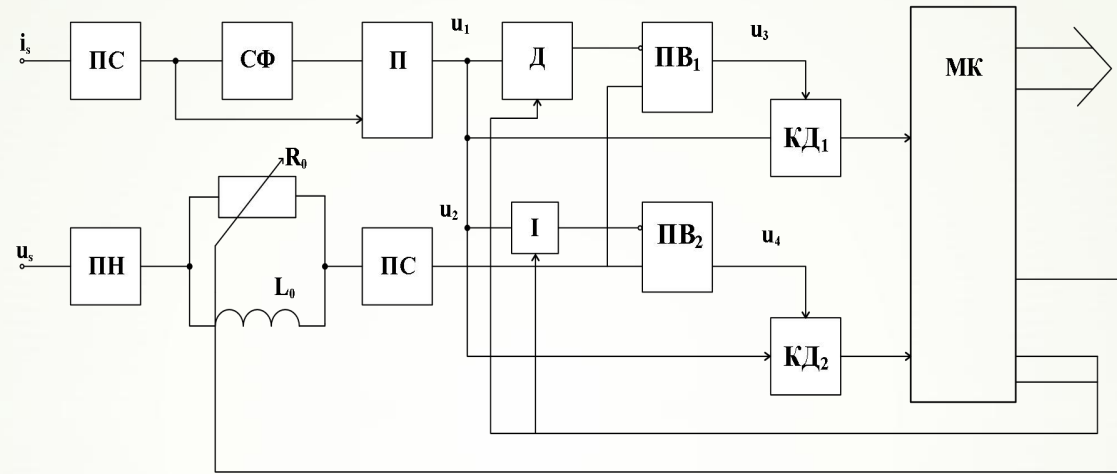 iₛ
ПС
СФ
П
u₁
Д
ПВ₁
u₃
МК
КД₁
R₀
uₛ
ПН
L₀
ПС
u₂
I
ПВ₂
u₄
КД₂